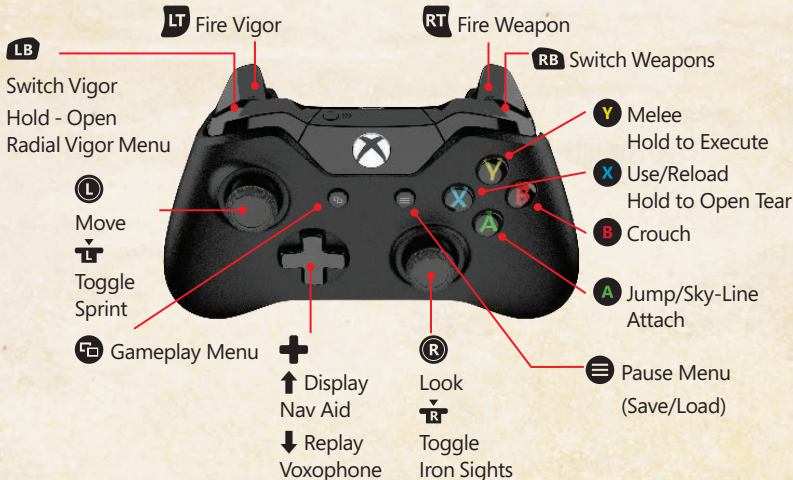 LT Fire Vigor
RT Fire Weapon
LB
RB Switch Weapons
Switch Vigor
Hold - Open
Radial Vigor Menu
Y Melee
Hold to Execute
X Use/Reload
Hold to Open Tear
B Crouch
A Jump/Sky-Line
Attach
L
Move
L
Toggle
Sprint
Gameplay Menu
Display
Nav Aid
Replay
Voxophone
R
Look
R
Toggle
Iron Sights
Pause Menu
(Save/Load)
Y
X
B
A